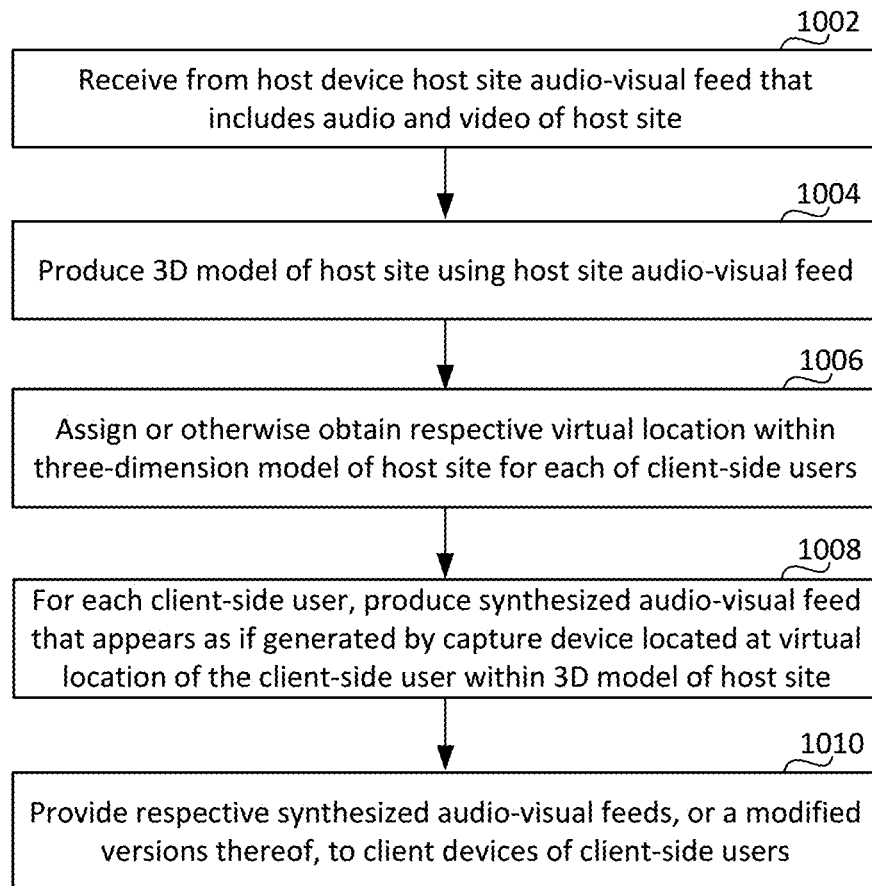 1002
Receive from host device host site audio-visual feed that
includes audio and video of host site
1004
Produce 3D model of host site using host site audio-visual feed
1006
Assign or otherwise obtain respective virtual location within
three-dimension model of host site for each of client-side users
1008
For each client-side user, produce synthesized audio-visual feed
that appears as if generated by capture device located at virtual
location of the client-side user within 3D model of host site
1010
Provide respective synthesized audio-visual feeds, or a modified
versions thereof, to client devices of client-side users